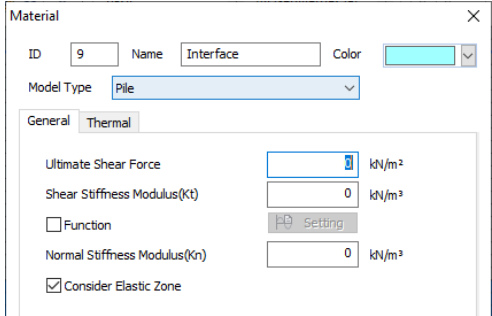 Material
ID 9 Name Interface Color
Model Type Pile
General Thermal
Ultimate Shear Force 0 kN/m²
Shear Stiffness Modulus(Kt) 0 kN/m³
Function Setting
Normal Stiffness Modulus(Kn) 0 kN/m³
Consider Elastic Zone